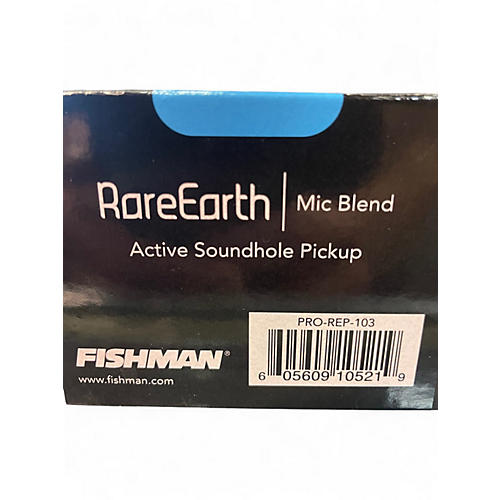 RareEarth | Mic Blend
Active Soundhole Pickup
PRO-REP-103
FISHMAN®
www.fishman.com
6 05609 10521 9